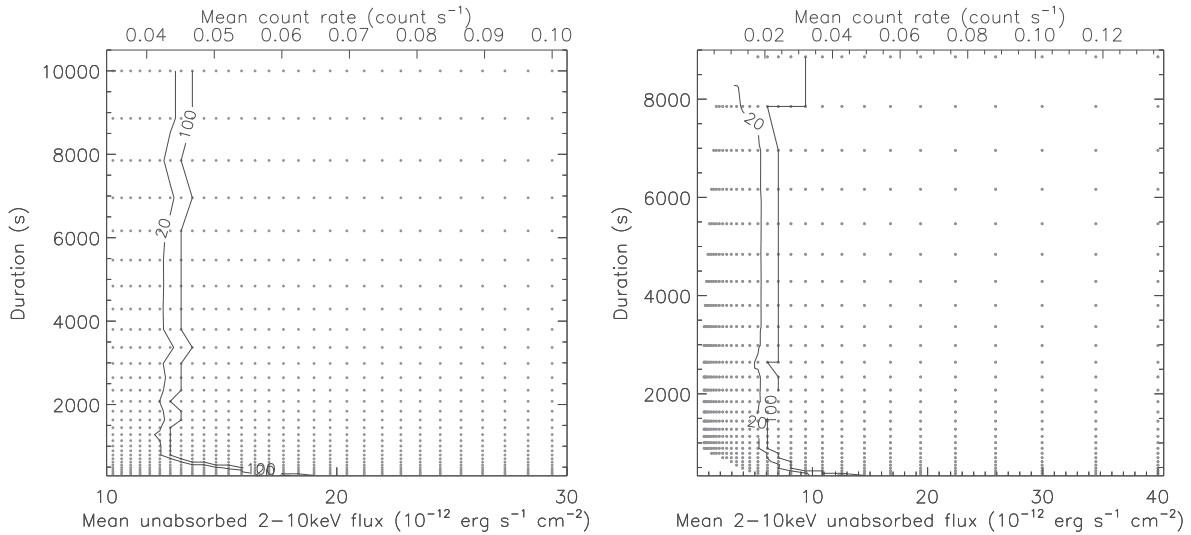 Mean count rate (count s⁻¹)
0.04 0.05 0.06 0.07 0.08 0.09 0.10
10000
8000
6000
4000
2000
Duration (s)
100
20
100
10 20 30
Mean unabsorbed 2−10keV flux (10⁻¹² erg s⁻¹ cm⁻²)
Mean count rate (count s⁻¹)
0.02 0.04 0.06 0.08 0.10 0.12
8000
6000
4000
2000
Duration (s)
20
100
20
10 20 30 40
Mean 2−10keV unabsorbed flux (10⁻¹² erg s⁻¹ cm⁻²)